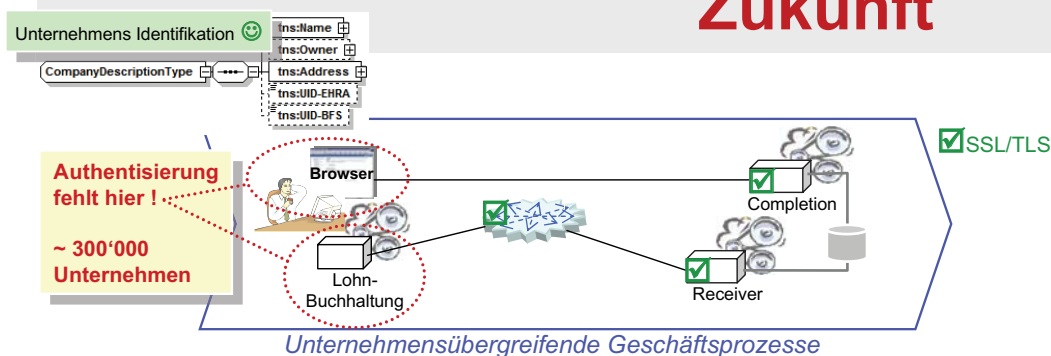 Zukunft
Unternehmens Identifikation
tns:Name
tns:Owner
CompanyDescriptionType
tns:Address
tns:UID-EHRA
tns:UID-BFS
SSL/TLS
Authentisierung
fehlt hier !
~ 300‘000
Unternehmen
Browser
Completion
Lohn-
Buchhaltung
Receiver
Unternehmensübergreifende Geschäftsprozesse